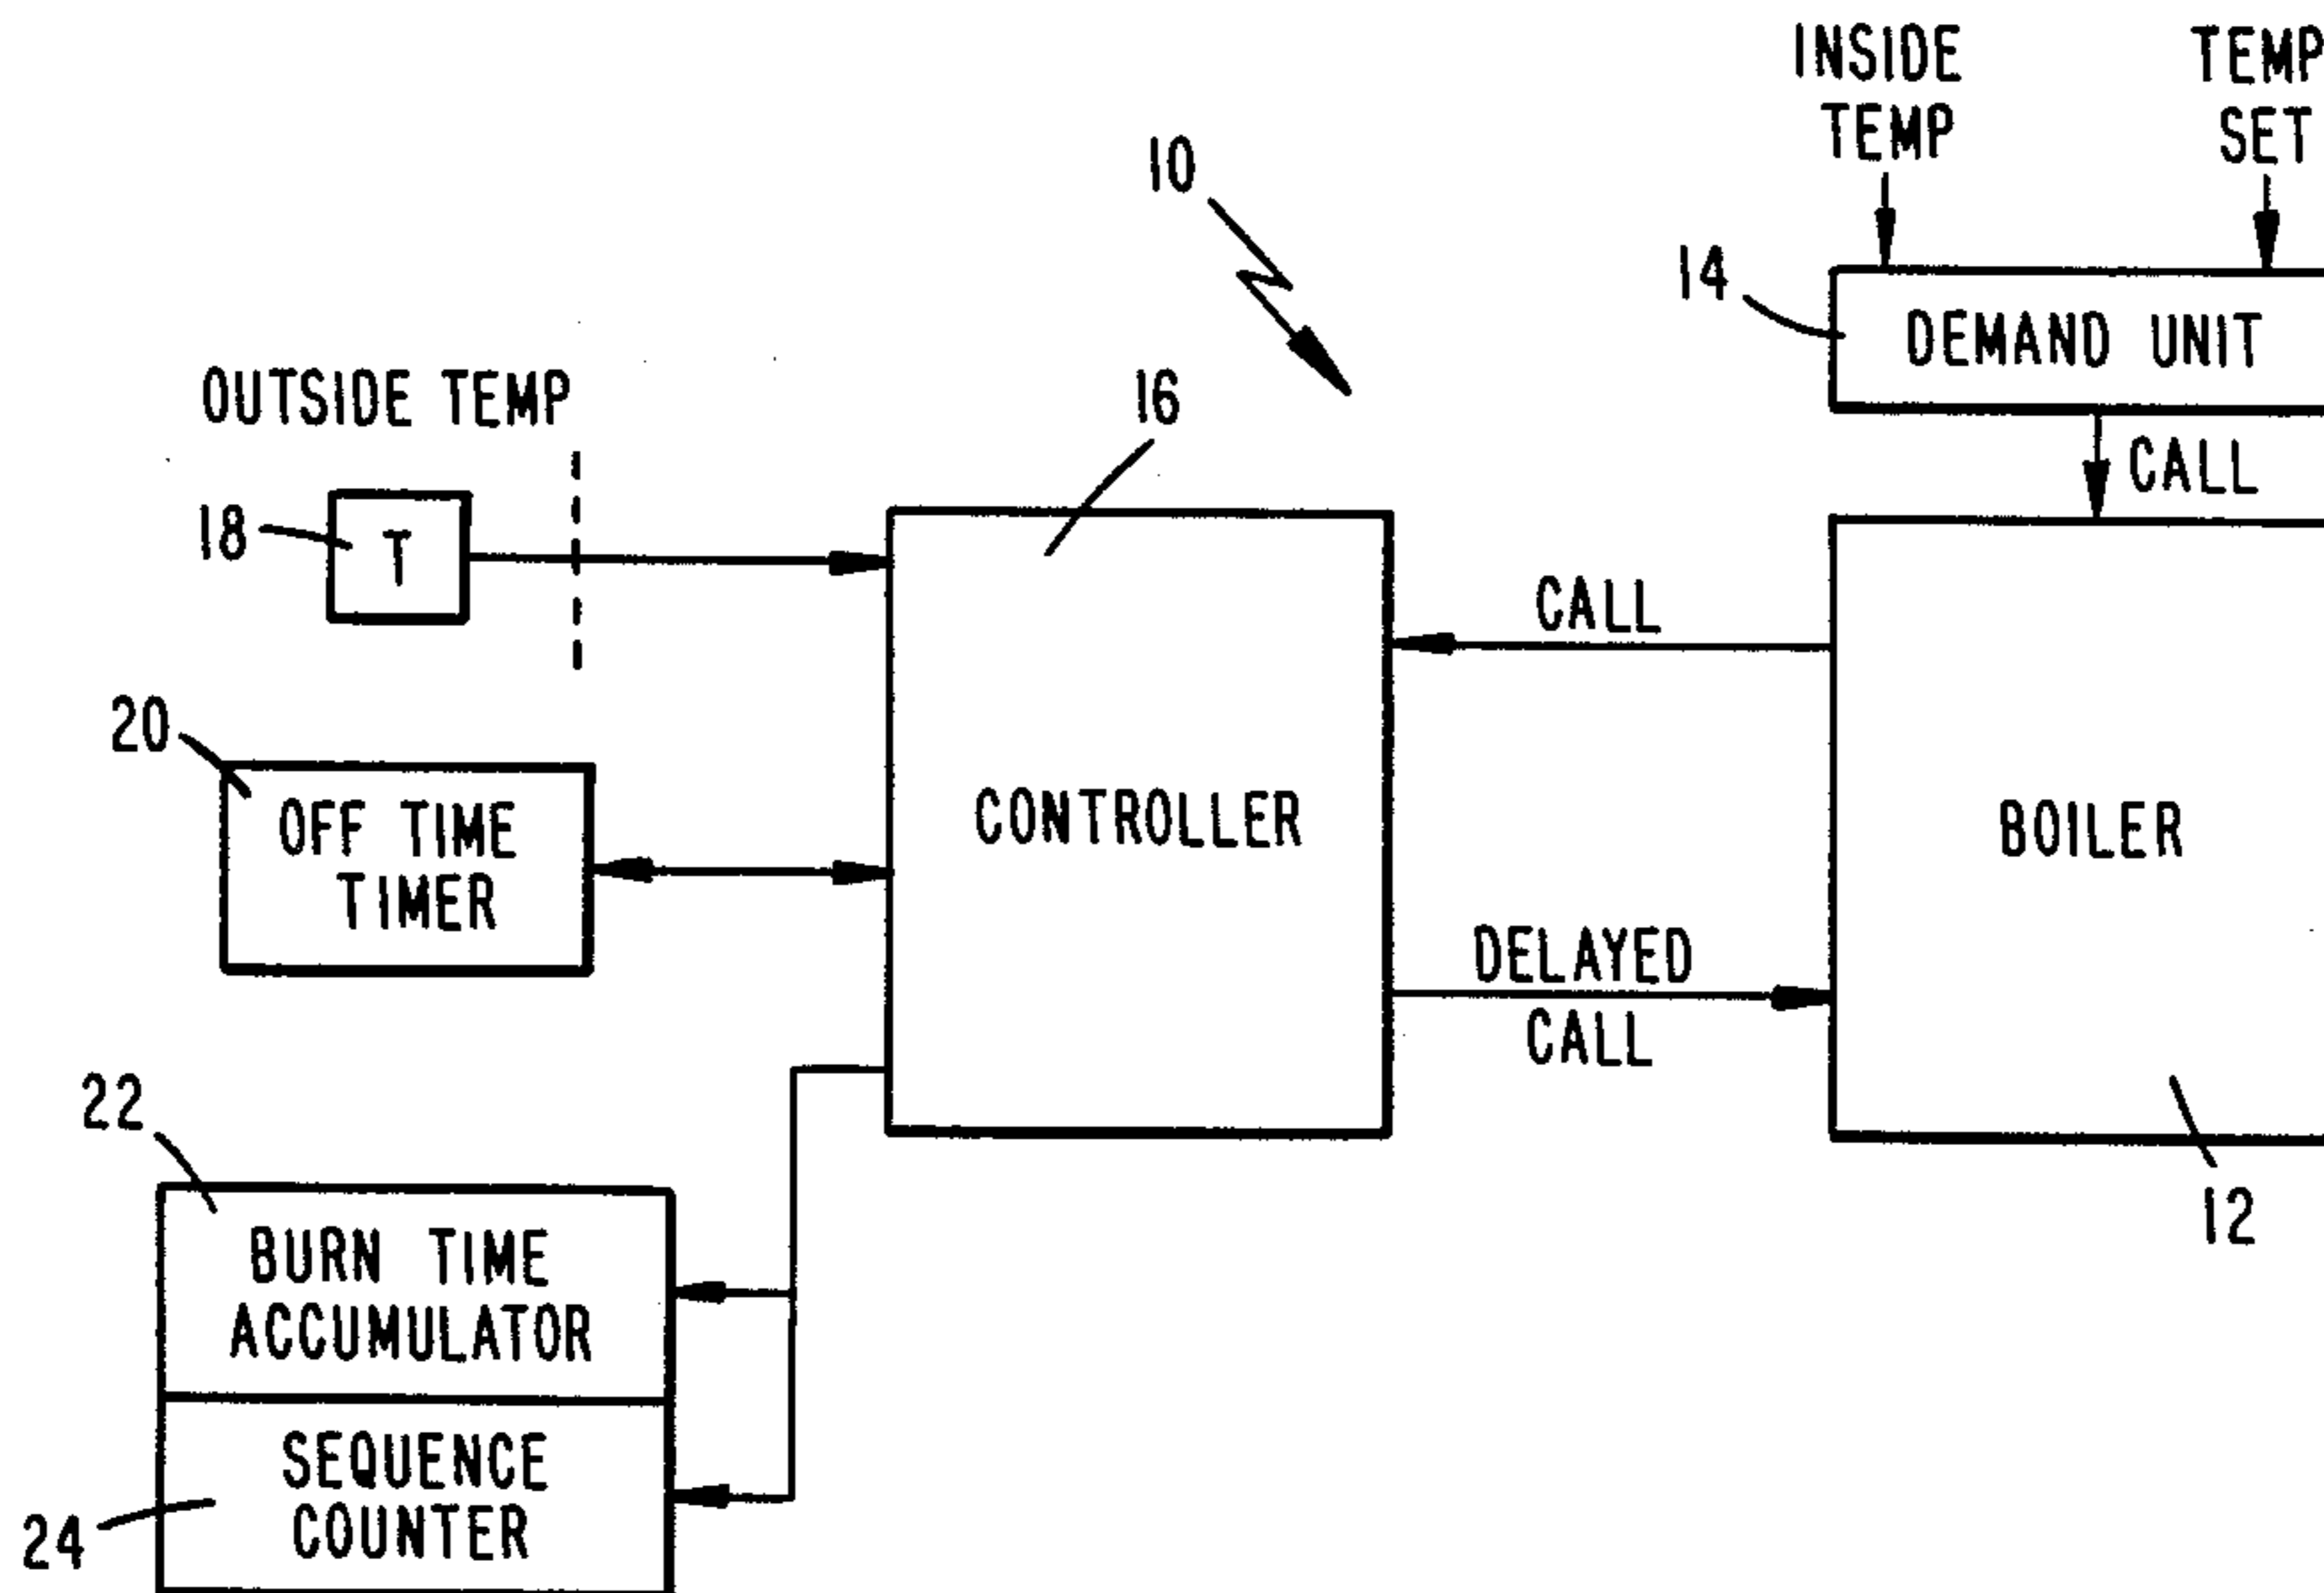 INSIDE
TEMP
TEMP
SET
10
14
DEMAND UNIT
OUTSIDE TEMP
16
CALL
18
T
CALL
20
OFF TIME
TIMER
CONTROLLER
BOILER
DELAYED
CALL
22
12
BURN TIME
ACCUMULATOR
SEQUENCE
COUNTER
24